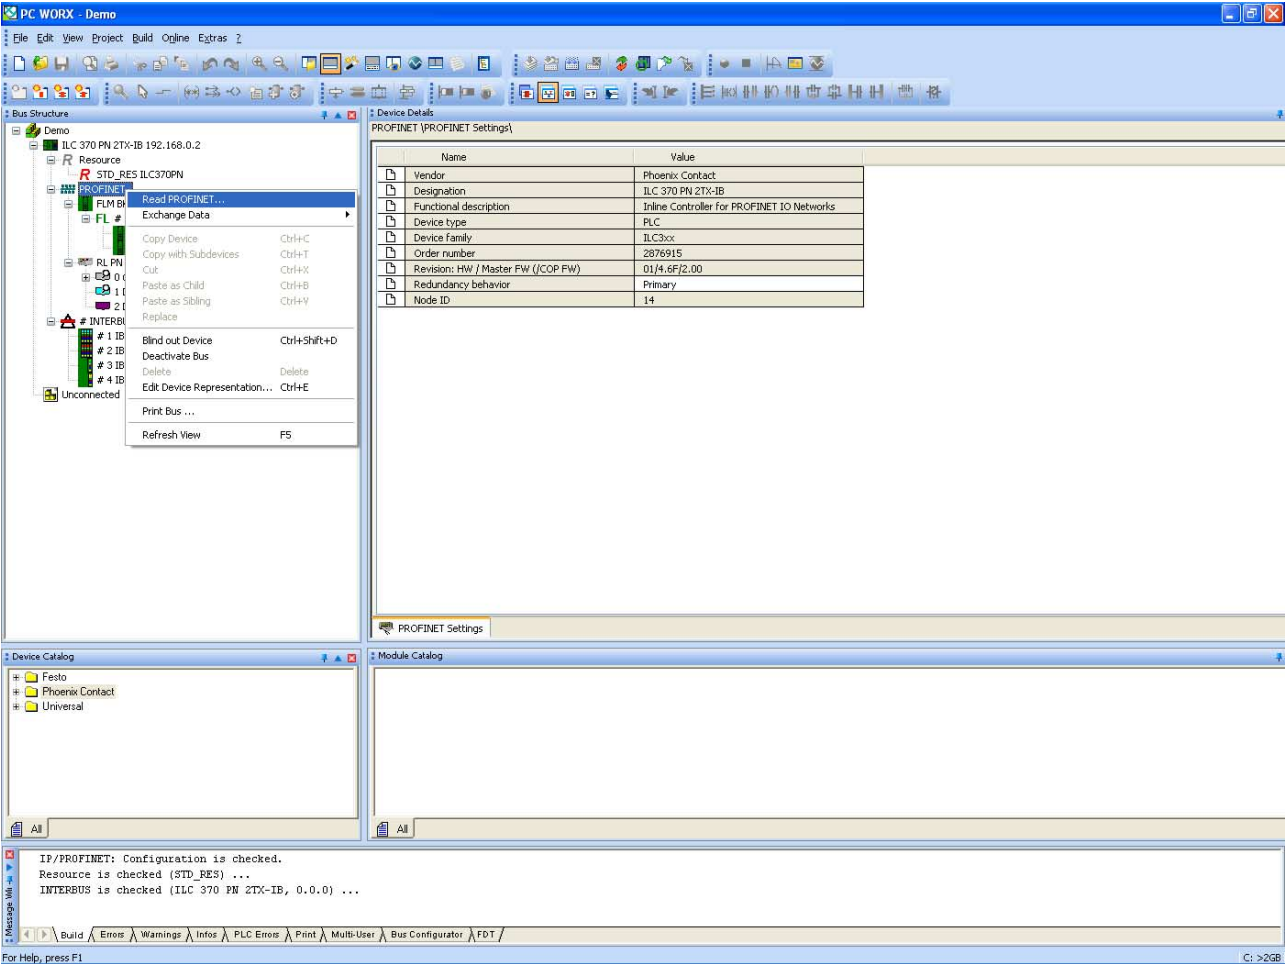 PC WORX - Demo
File Edit View Project Build Online Extras ?
Bus Structure
Demo
ILC 370 PN 2TX-IB 192.168.0.2
Resource
STD_RES ILC370PN
PROFINET
FLM BK
FL #
RL PN
0
1
2
# INTERBU
# 1 IB
# 2 IB
# 3 IB
# 4 IB
Unconnected
Read PROFINET...
Exchange Data
Copy Device Ctrl+C
Copy with Subdevices Ctrl+T
Cut Ctrl+X
Paste as Child Ctrl+B
Paste as Sibling Ctrl+V
Replace
Blind out Device Ctrl+Shift+D
Deactivate Bus
Delete Delete
Edit Device Representation... Ctrl+E
Print Bus ...
Refresh View F5
Device Details
PROFINET \PROFINET Settings\
Name Value
Vendor Phoenix Contact
Designation ILC 370 PN 2TX-IB
Functional description Inline Controller for PROFINET IO Networks
Device type PLC
Device family ILC3xx
Order number 2876915
Revision: HW / Master FW (/COP FW) 01/4.6F/2.00
Redundancy behavior Primary
Node ID 14
PROFINET Settings
Device Catalog
Festo
Phoenix Contact
Universal
All
Module Catalog
All
IP/PROFINET: Configuration is checked.
Resource is checked (STD_RES) ...
INTERBUS is checked (ILC 370 PN 2TX-IB, 0.0.0) ...
Message Wi
Build Errors Warnings Infos PLC Errors Print Multi-User Bus Configurator FDT
For Help, press F1 C: >2GB